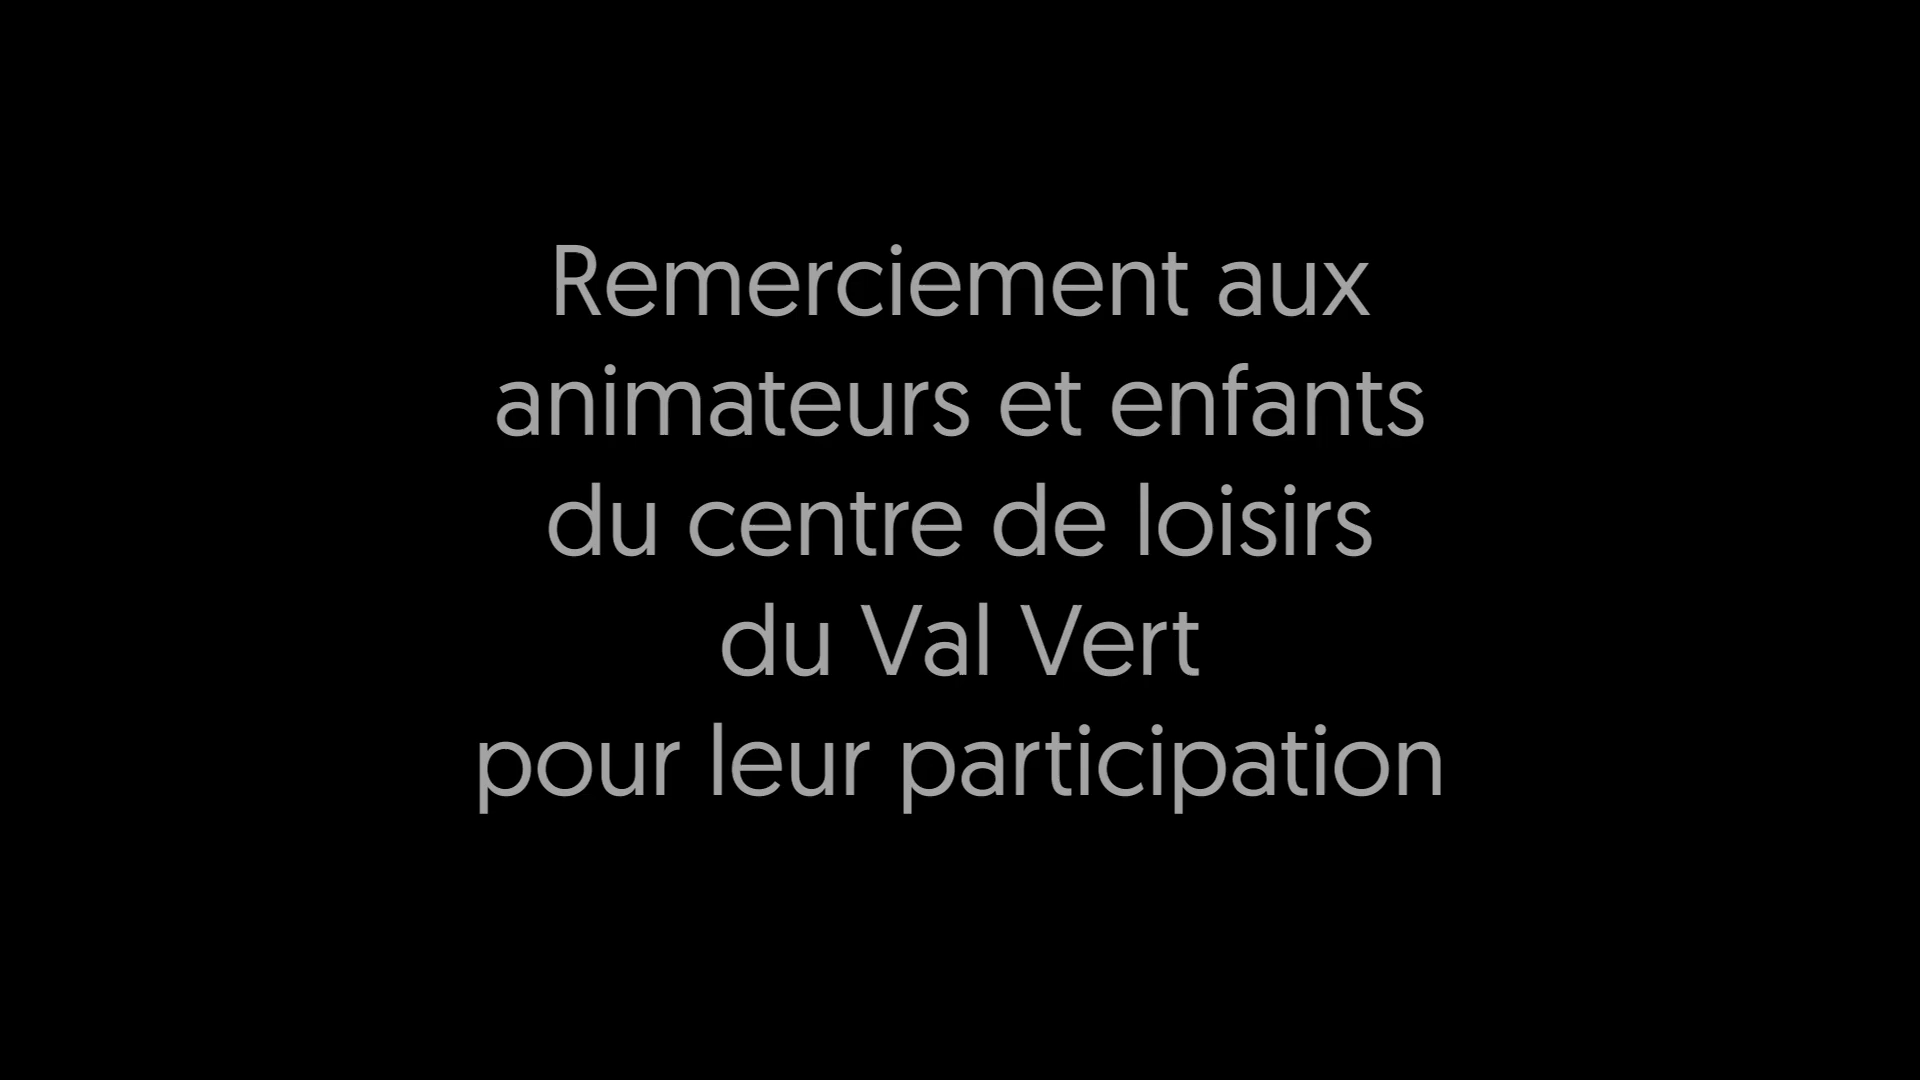 Remerciement aux
animateurs et enfants
du centre de loisirs
du Val Vert
pour leur participation